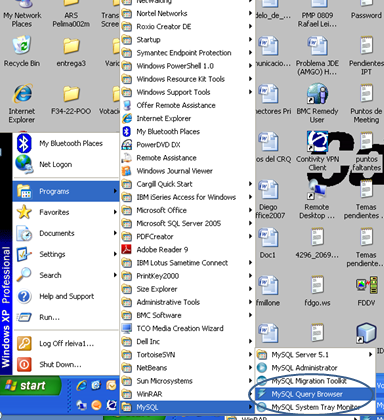 My Network Places
ARS Pelima002m
Trans Screen
delo_de_
PMP 0809 Rafael Lei
Pendientes IPT
Recycle Bin
entrega3
Problema JDE (AMGO) H
Internet Explorer
F34-22-POO
Votacio
onectores Pri
BMC Remedy User
Puntos de Meeting
os del CRQ
Contivity VPN Client
puntos faltantes
Diego office2007
Remote Desktop ...
Temas pendientes
Doc1
4296_2069
Temas pendien
fmillone
fdgo.ws
FDDV
My Bluetooth Places
Net Logon
Programs
Favorites
Documents
Settings
Search
Help and Support
Run...
Log Off rleiva1...
Shut Down...
Windows XP Professional
start
Networking
Nortel Networks
Roxio Creator DE
Startup
Symantec Endpoint Protection
Windows PowerShell 1.0
Windows Resource Kit Tools
Windows Support Tools
Offer Remote Assistance
Internet Explorer
My Bluetooth Places
PowerDVD DX
Remote Assistance
Windows Journal Viewer
Cargill Quick Start
IBM iSeries Access for Windows
Microsoft Office
Microsoft SQL Server 2005
PDFCreator
Adobe Reader 9
IBM Lotus Sametime Connect
PrintKey2000
Size Explorer
Administrative Tools
BMC Software
TCO Media Creation Wizard
Dell Inc
TortoiseSVN
NetBeans
Sun Microsystems
WinRAR
MySQL
MySQL Server 5.1
MySQL Administrator
MySQL Migration Toolkit
MySQL Query Browser
MySQL System Tray Monitor
WinRAR